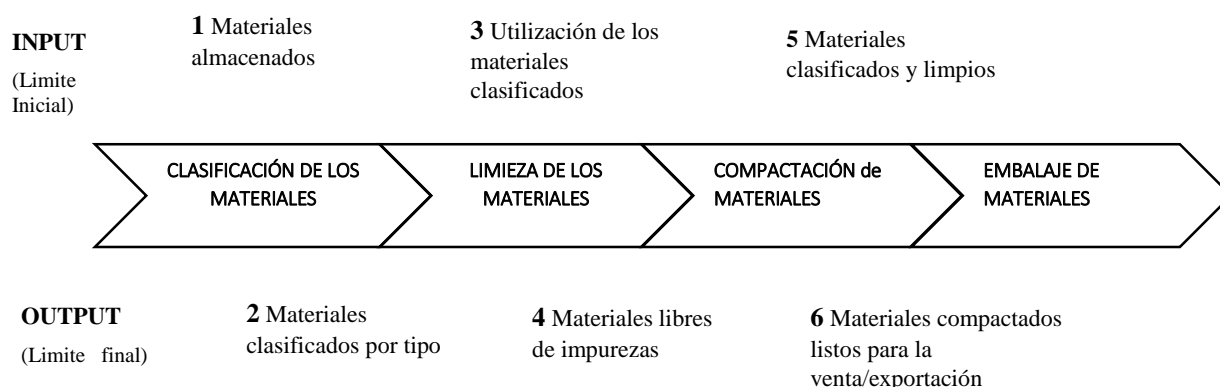 INPUT
(Limite
Inicial)
1 Materiales
almacenados
3 Utilización de los
materiales
clasificados
5 Materiales
clasificados y limpios
CLASIFICACIÓN DE LOS
MATERIALES
LIMIEZA DE LOS
MATERIALES
COMPACTACIÓN de
MATERIALES
EMBALAJE DE
MATERIALES
OUTPUT
(Limite final)
2 Materiales
clasificados por tipo
4 Materiales libres
de impurezas
6 Materiales compactados
listos para la
venta/exportación